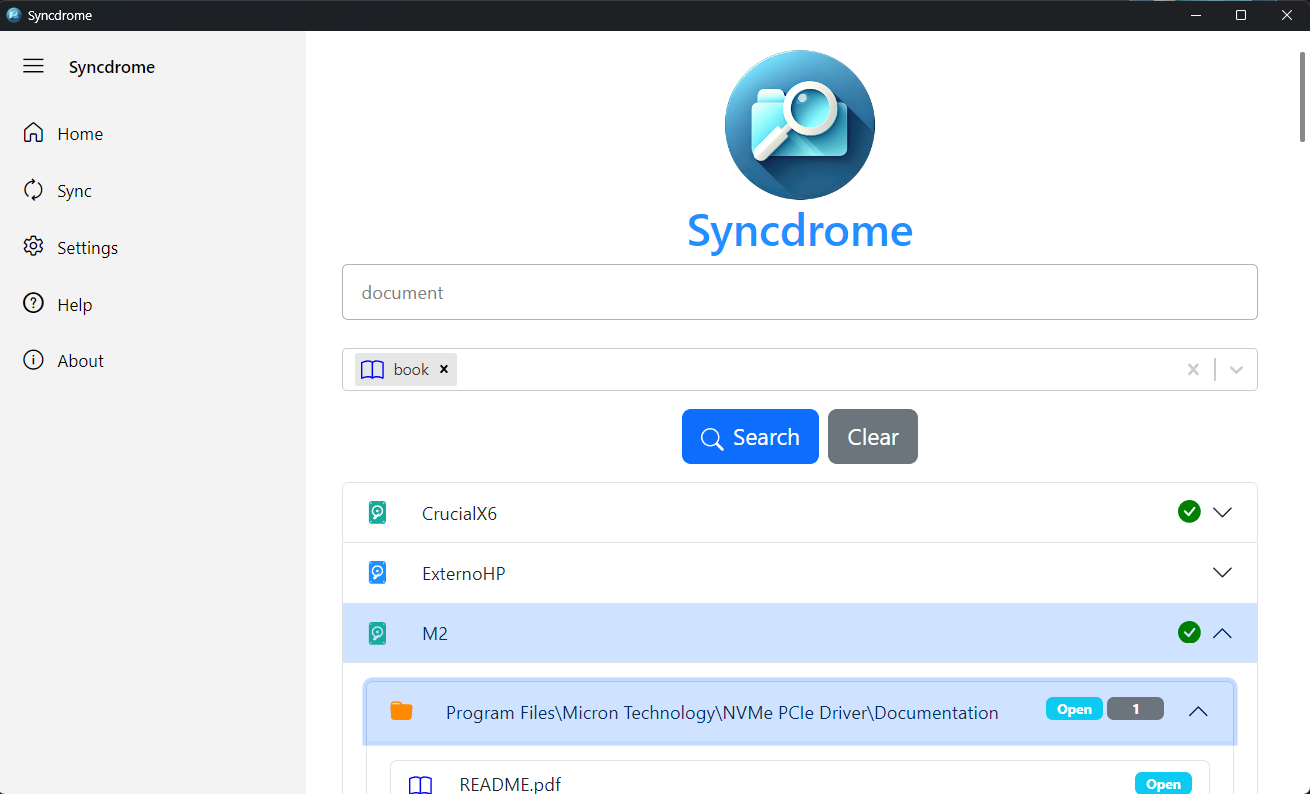 Syncdrome
Syncdrome
Home
Sync
Settings
Help
About
Syncdrome
document
book
Search
Clear
CrucialX6
ExternoHP
M2
Program Files\Micron Technology\NVMe PCIe Driver\Documentation Open 1
README.pdf Open